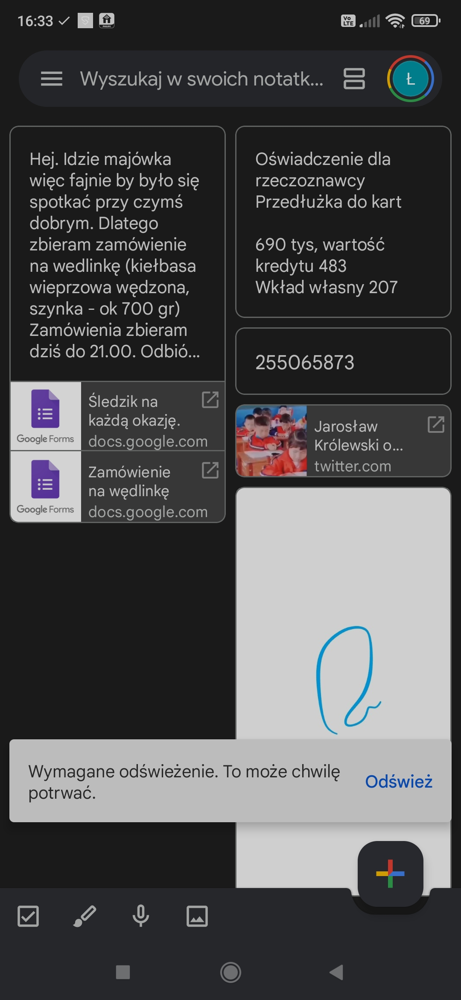 16:33
Vo LTE
69
Wyszukaj w swoich notatk...
Ł
Hej. Idzie majówka
więc fajnie by było się
spotkać przy czymś
dobrym. Dlatego
zbieram zamówienie
na wedlinkę (kiełbasa
wieprzowa wędzona,
szynka - ok 700 gr)
Zamówienia zbieram
dziś do 21.00. Odbió...
Google Forms
Śledzik na
każdą okazję.
docs.google.com
Google Forms
Zamówienie
na wędlinkę
docs.google.com
Oświadczenie dla
rzeczoznawcy
Przedłużka do kart
690 tys, wartość
kredytu 483
Wkład własny 207
255065873
Jarosław
Królewski o...
twitter.com
Wymagane odświeżenie. To może chwilę
potrwać.
Odśwież